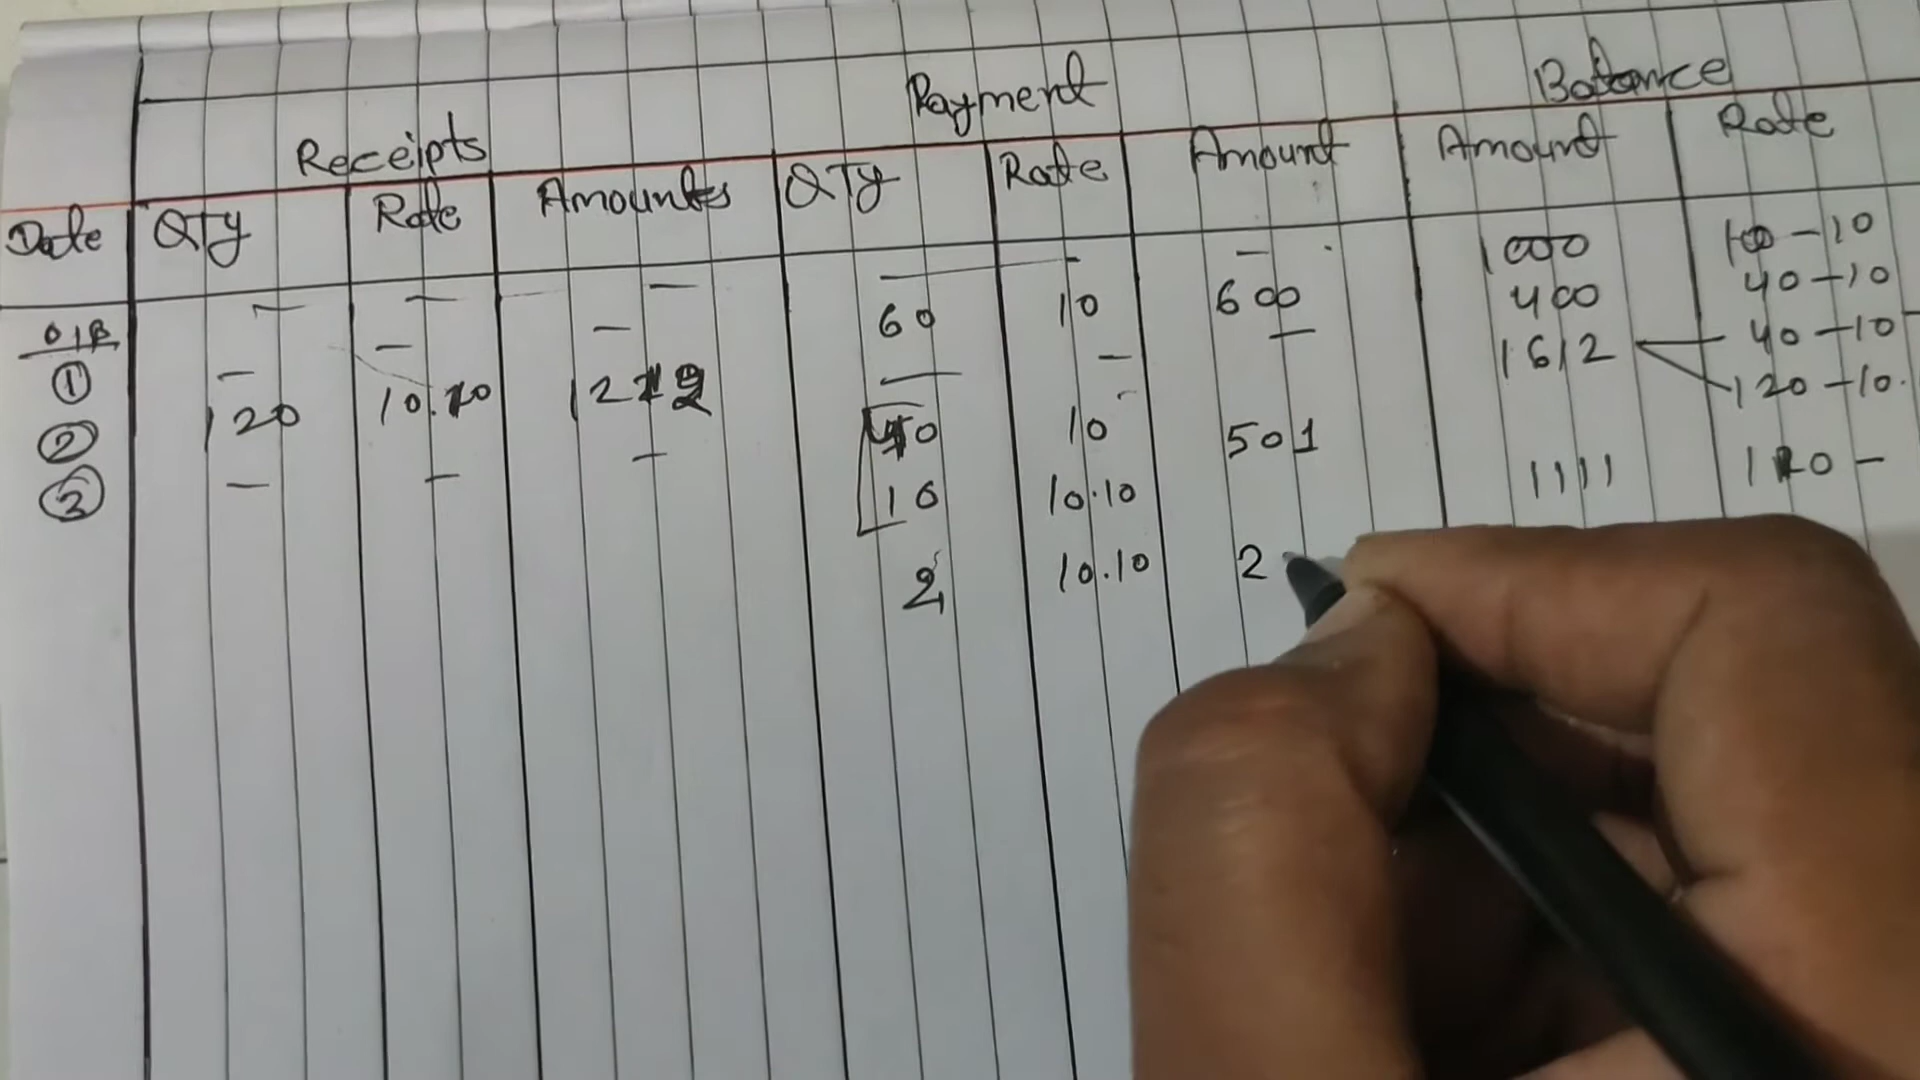 Payment Balance
Receipts
Date QTY Rate Amounts QTY Rate Amount Amount Rate
O/B — — — — - — 1000 100 - 10
① — — — 60 10 600 400 40 - 10
② 120 10.10 1212 — — — 1612 40 - 10
120 - 10.
③ — — — 40 10 501 1111 110 -
10 10.10
2 10.10 2